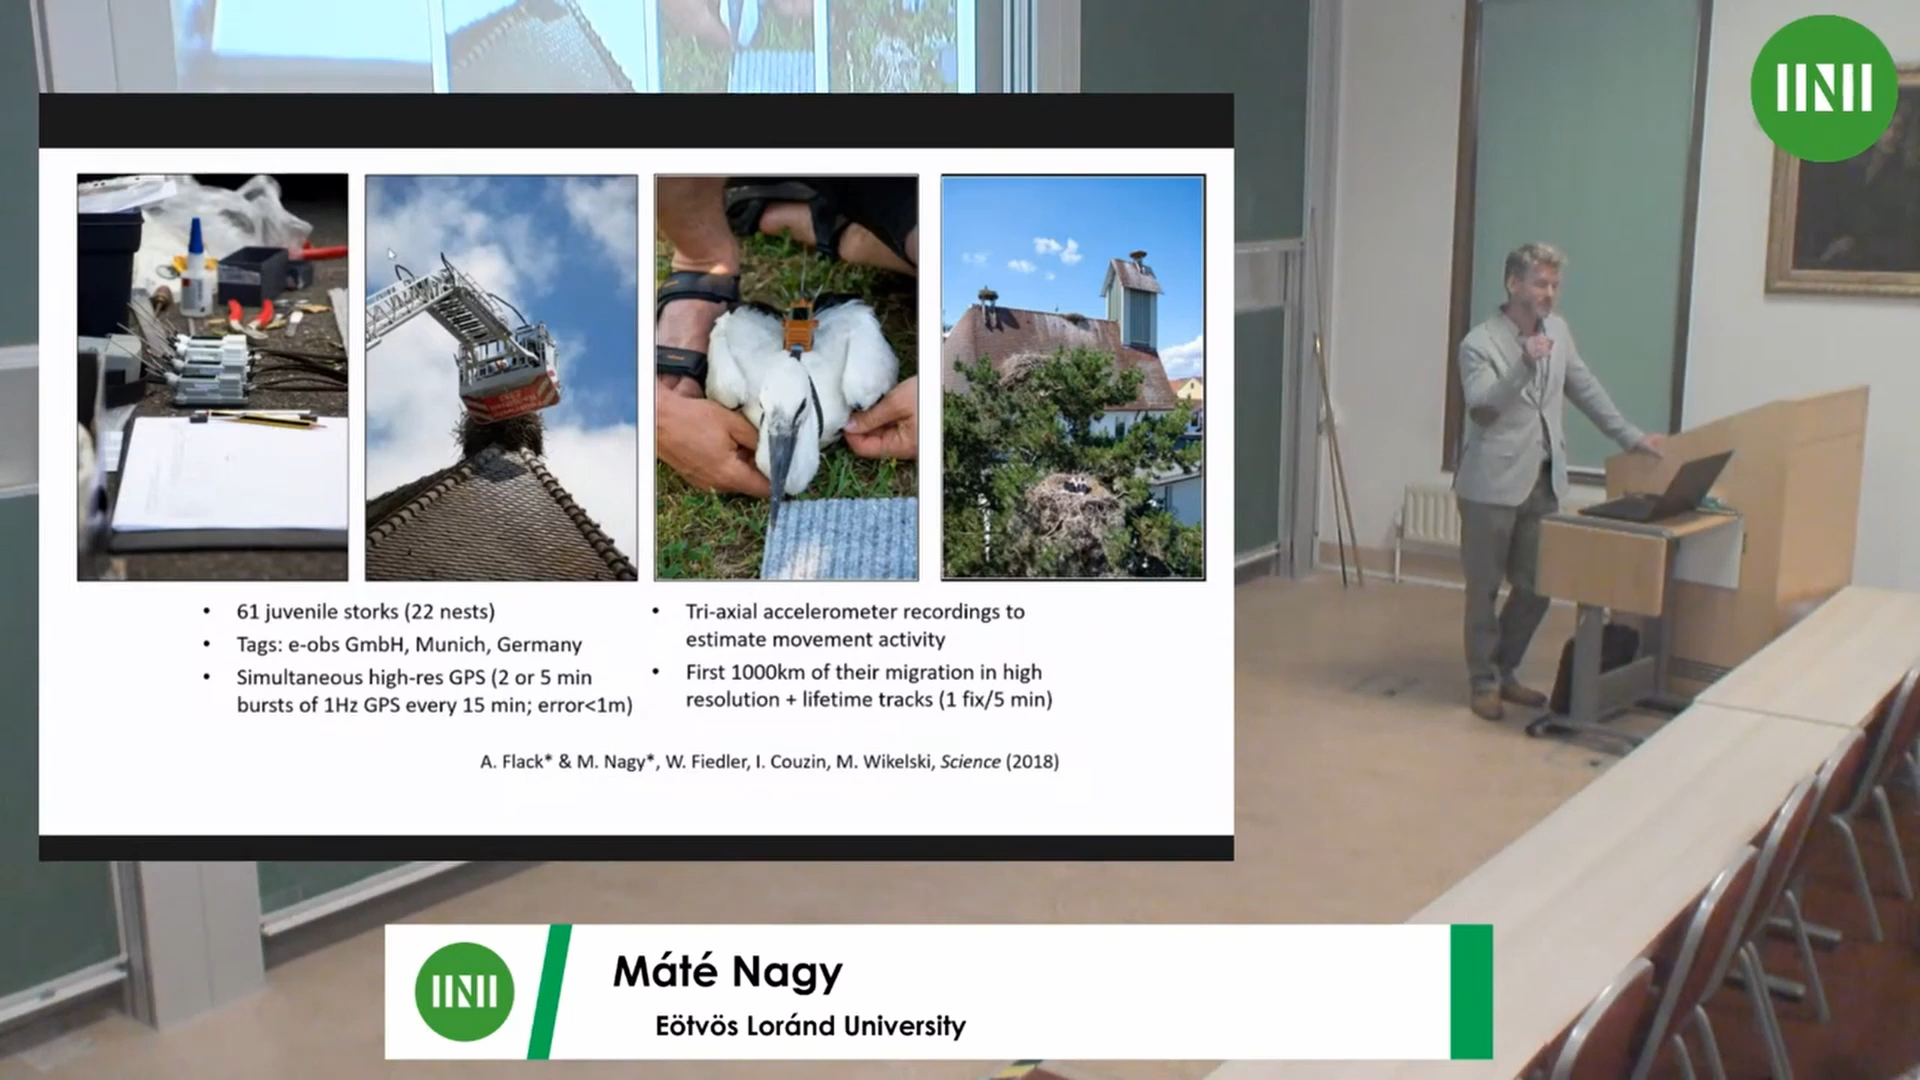 • 61 juvenile storks (22 nests)
• Tags: e-obs GmbH, Munich, Germany
• Simultaneous high-res GPS (2 or 5 min
bursts of 1Hz GPS every 15 min; error<1m)
• Tri-axial accelerometer recordings to
estimate movement activity
• First 1000km of their migration in high
resolution + lifetime tracks (1 fix/5 min)
A. Flack* & M. Nagy*, W. Fiedler, I. Couzin, M. Wikelski, Science (2018)
Máté Nagy
Eötvös Loránd University